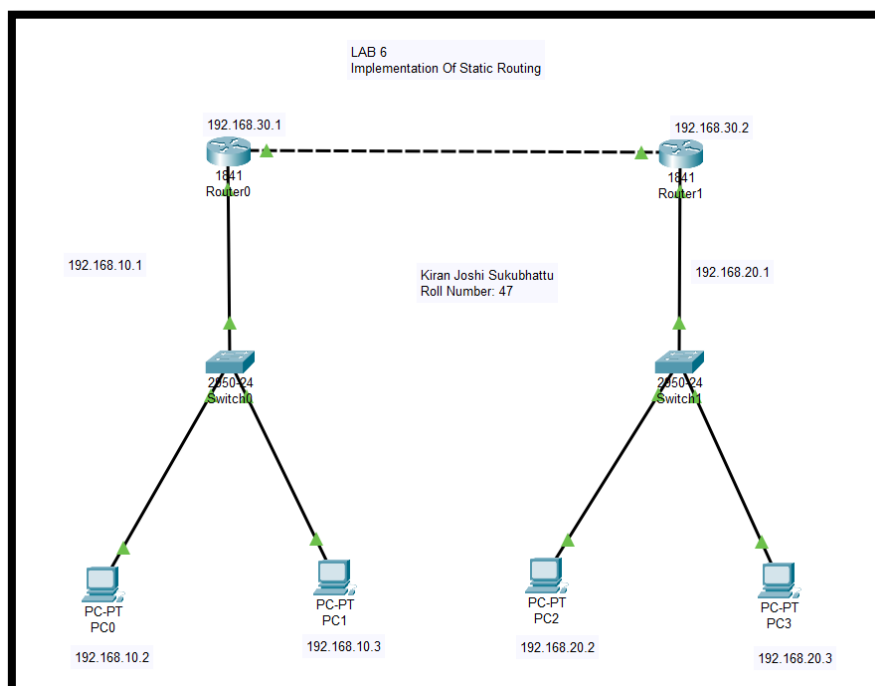 LAB 6
Implementation Of Static Routing
192.168.30.1
192.168.30.2
1841
Router0
1841
Router1
192.168.10.1
Kiran Joshi Sukubhattu
Roll Number: 47
192.168.20.1
2950-24
Switch0
2950-24
Switch1
PC-PT
PC0
PC-PT
PC1
PC-PT
PC2
PC-PT
PC3
192.168.10.2
192.168.10.3
192.168.20.2
192.168.20.3